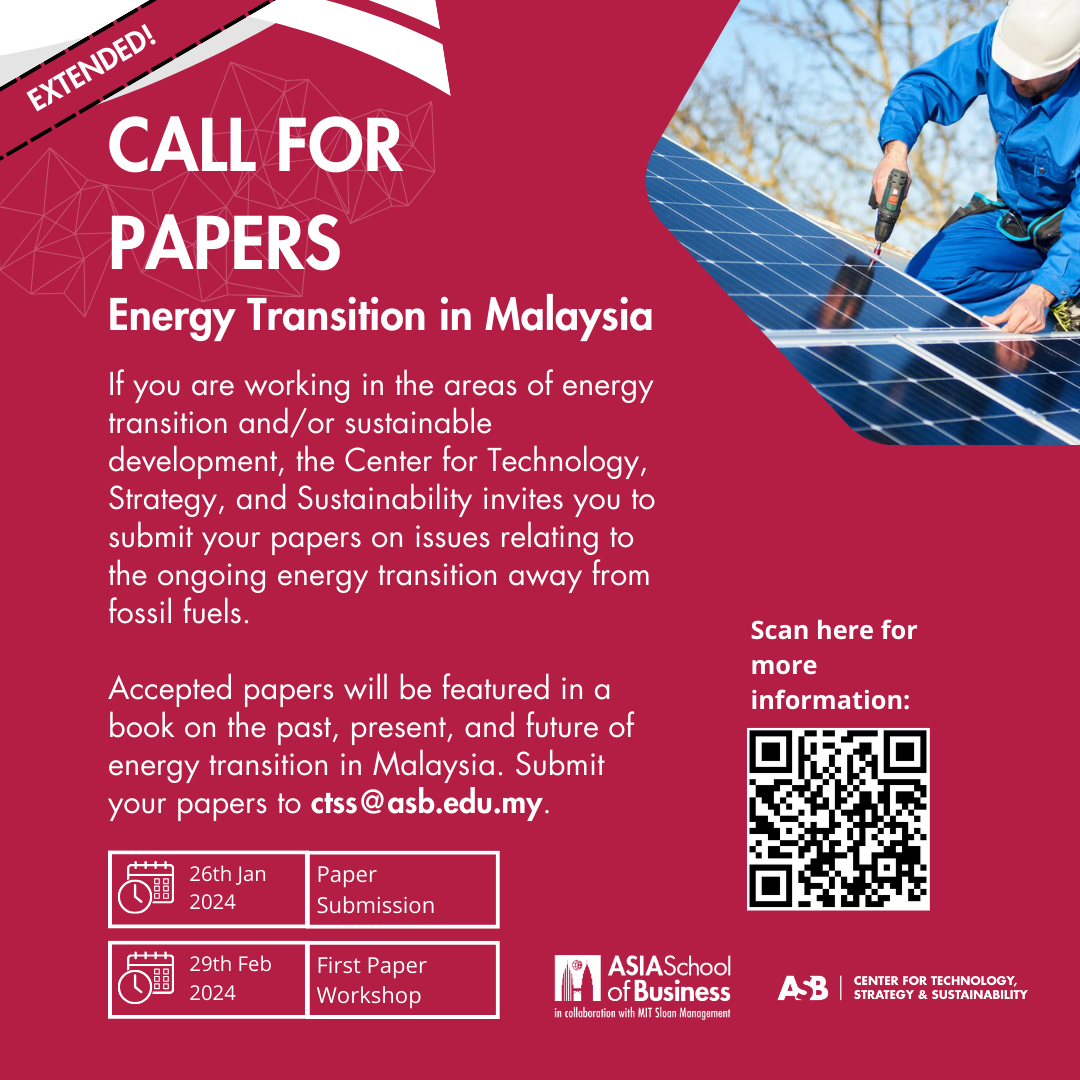 EXTENDED!
CALL FOR
PAPERS
Energy Transition in Malaysia
If you are working in the areas of energy
transition and/or sustainable
development, the Center for Technology,
Strategy, and Sustainability invites you to
submit your papers on issues relating to
the ongoing energy transition away from
fossil fuels.
Accepted papers will be featured in a
book on the past, present, and future of
energy transition in Malaysia. Submit
your papers to ctss@asb.edu.my.
Scan here for
more
information:
26th Jan
2024
Paper
Submission
29th Feb
2024
First Paper
Workshop
ASIA School
of Business
in collaboration with MIT Sloan Management
ASB
CENTER FOR TECHNOLOGY,
STRATEGY & SUSTAINABILITY